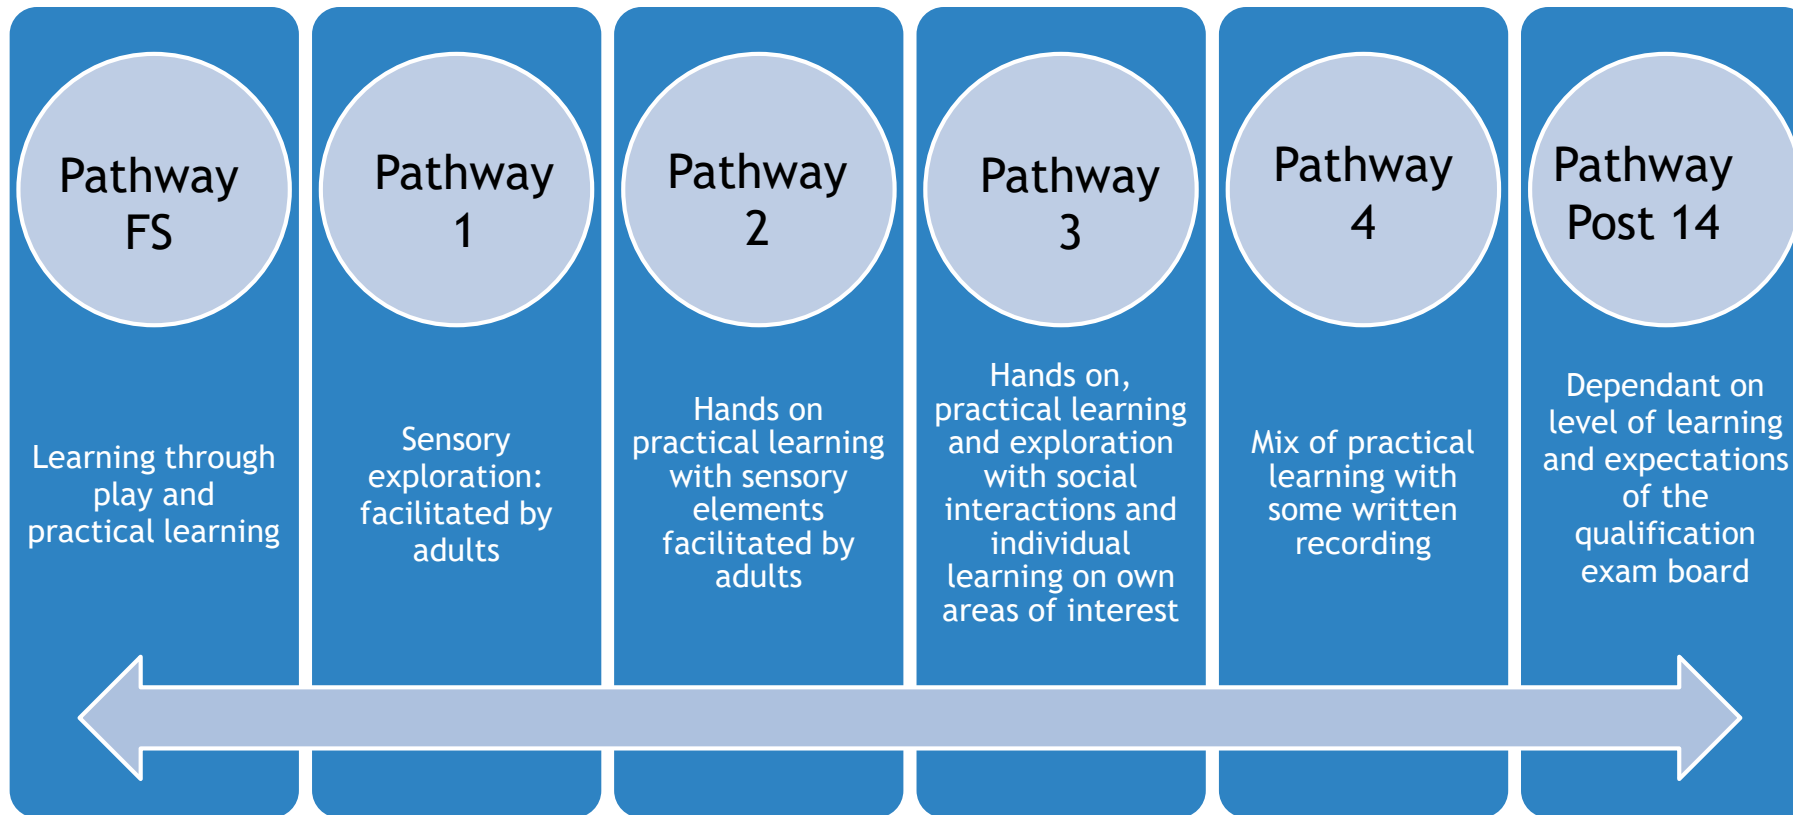 Pathway
FS
Learning through
play and
practical learning
Pathway
1
Sensory
exploration:
facilitated by
adults
Pathway
2
Hands on
practical learning
with sensory
elements
facilitated by
adults
Pathway
3
Hands on,
practical learning
and exploration
with social
interactions and
individual
learning on own
areas of interest
Pathway
4
Mix of practical
learning with
some written
recording
Pathway
Post 14
Dependant on
level of learning
and expectations
of the
qualification
exam board